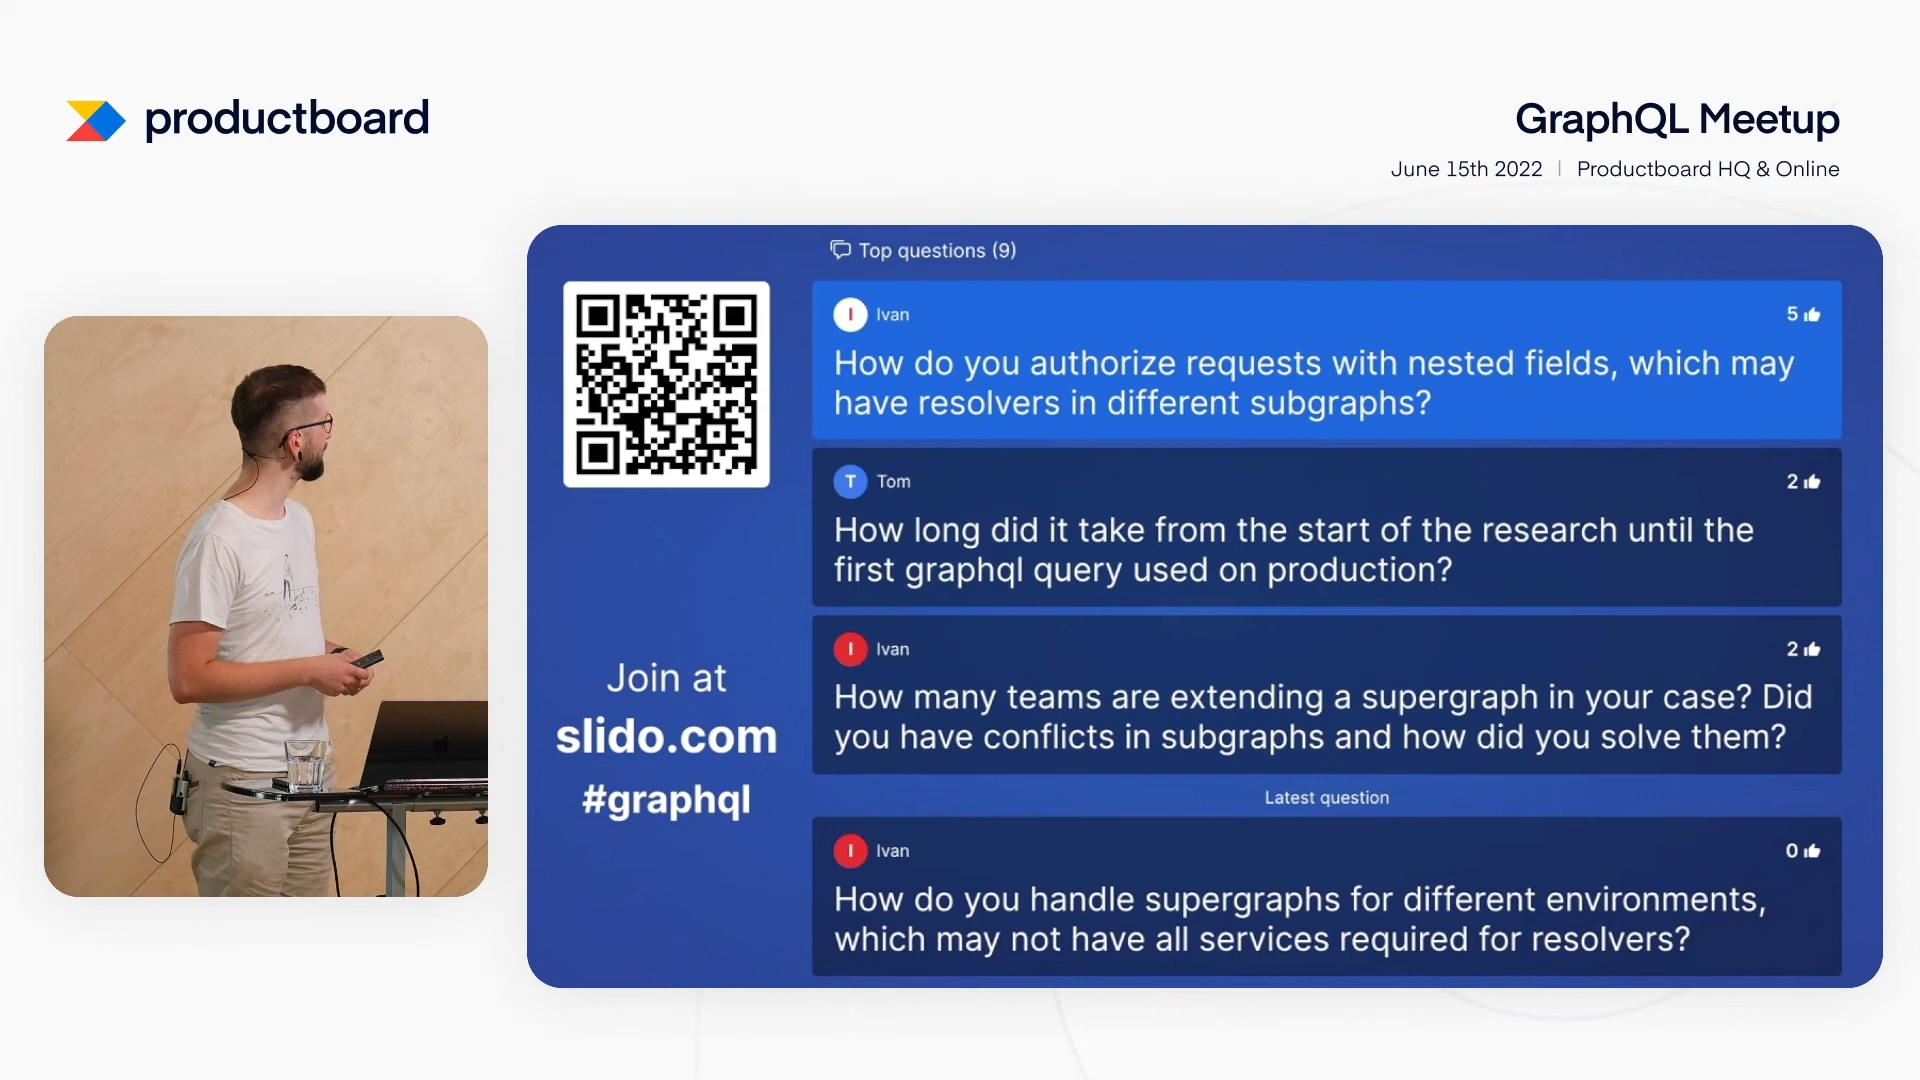 productboard
GraphQL Meetup
June 15th 2022 | Productboard HQ & Online
Top questions (9)
I Ivan 5
How do you authorize requests with nested fields, which may
have resolvers in different subgraphs?
T Tom 2
How long did it take from the start of the research until the
first graphql query used on production?
I Ivan 2
How many teams are extending a supergraph in your case? Did
you have conflicts in subgraphs and how did you solve them?
Latest question
I Ivan 0
How do you handle supergraphs for different environments,
which may not have all services required for resolvers?
Join at
slido.com
#graphql